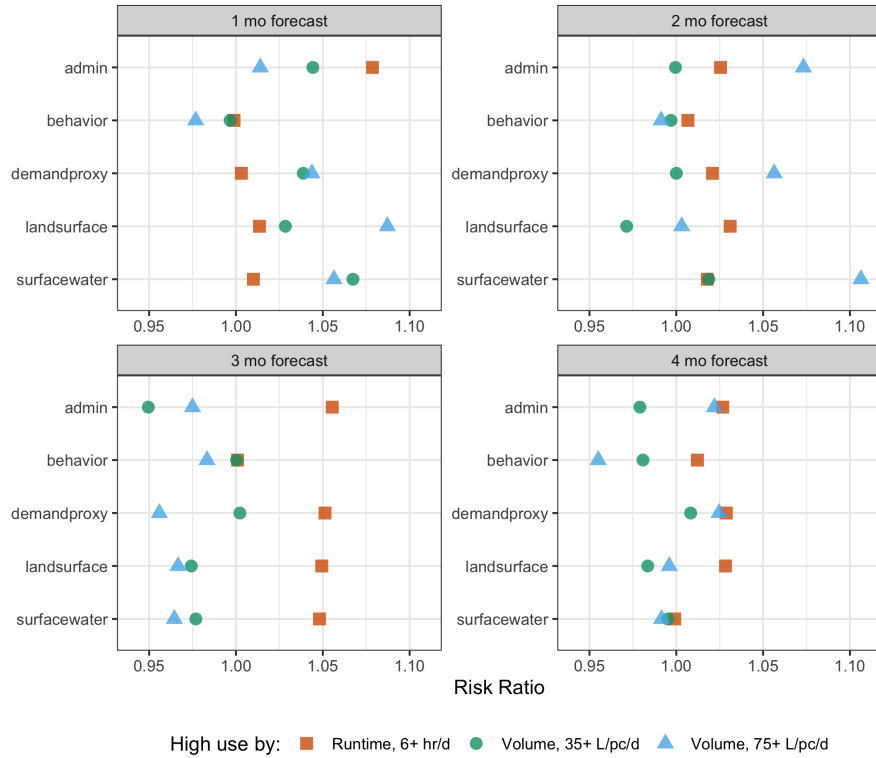 1 mo forecast
2 mo forecast
admin
behavior
demandproxy
landsurface
surfacewater
0.95 1.00 1.05 1.10
admin
behavior
demandproxy
landsurface
surfacewater
0.95 1.00 1.05 1.10
3 mo forecast
4 mo forecast
admin
behavior
demandproxy
landsurface
surfacewater
0.95 1.00 1.05 1.10
admin
behavior
demandproxy
landsurface
surfacewater
0.95 1.00 1.05 1.10
Risk Ratio
High use by: Runtime, 6+ hr/d Volume, 35+ L/pc/d Volume, 75+ L/pc/d